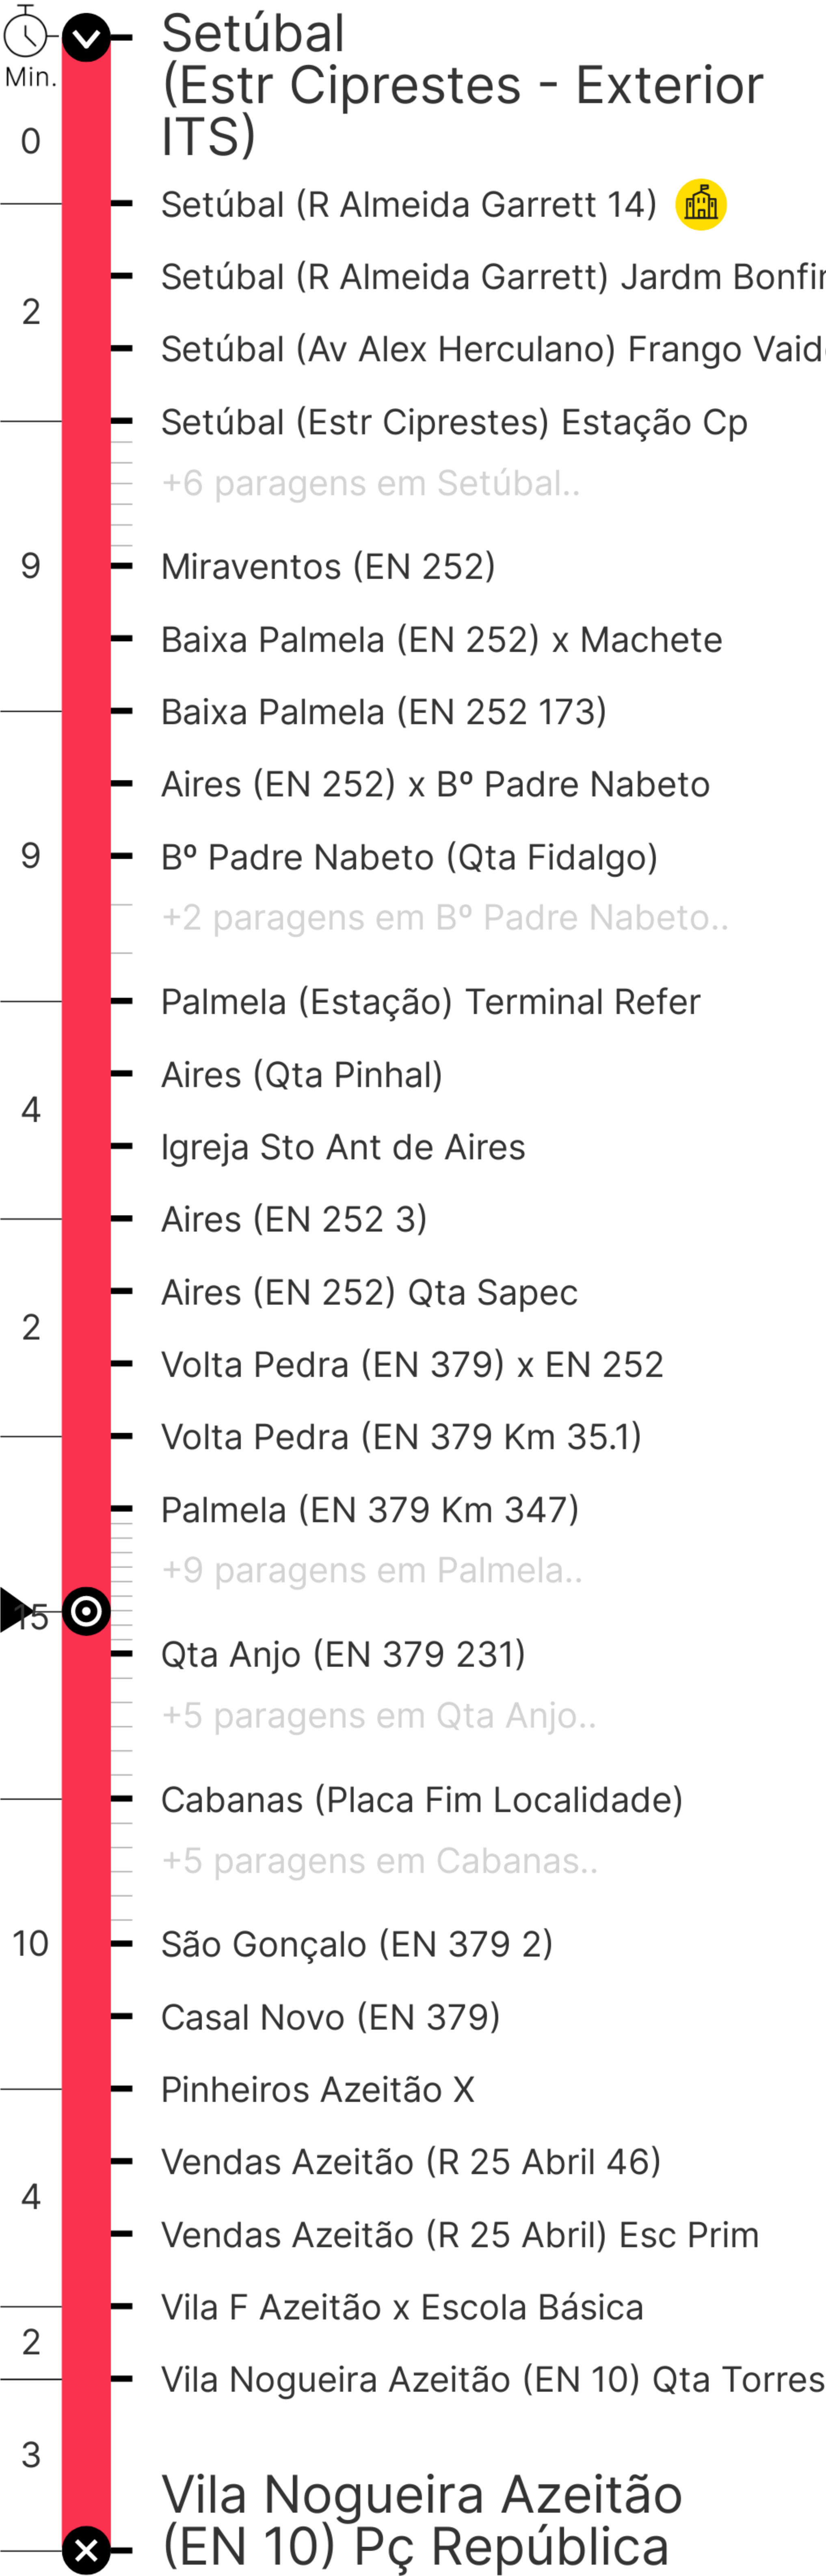 Setúbal
(Estr Ciprestes - Exterior
ITS)
Min.
0
Setúbal (R Almeida Garrett 14)
Setúbal (R Almeida Garrett) Jardm
2
Setúbal (Av Alex Herculano) Frango
Setúbal (Estr Ciprestes) Estação Cp
+6 paragens em Setúbal..
9
Miraventos (EN 252)
Baixa Palmela (EN 252) x Machete
Baixa Palmela (EN 252 173)
Aires (EN 252) x Bº Padre Nabeto
9
Bº Padre Nabeto (Qta Fidalgo)
+2 paragens em Bº Padre Nabeto..
Palmela (Estação) Terminal Refer
Aires (Qta Pinhal)
4
Igreja Sto Ant de Aires
Aires (EN 252 3)
Aires (EN 252) Qta Sapec
2
Volta Pedra (EN 379) x EN 252
Volta Pedra (EN 379 Km 35.1)
Palmela (EN 379 Km 347)
+9 paragens em Palmela..
15
Qta Anjo (EN 379 231)
+5 paragens em Qta Anjo..
Cabanas (Placa Fim Localidade)
+5 paragens em Cabanas..
10
São Gonçalo (EN 379 2)
Casal Novo (EN 379)
Pinheiros Azeitão X
Vendas Azeitão (R 25 Abril 46)
4
Vendas Azeitão (R 25 Abril) Esc Prim
Vila F Azeitão x Escola Básica
2
Vila Nogueira Azeitão (EN 10) Qta Torres
3
Vila Nogueira Azeitão
(EN 10) Pç República